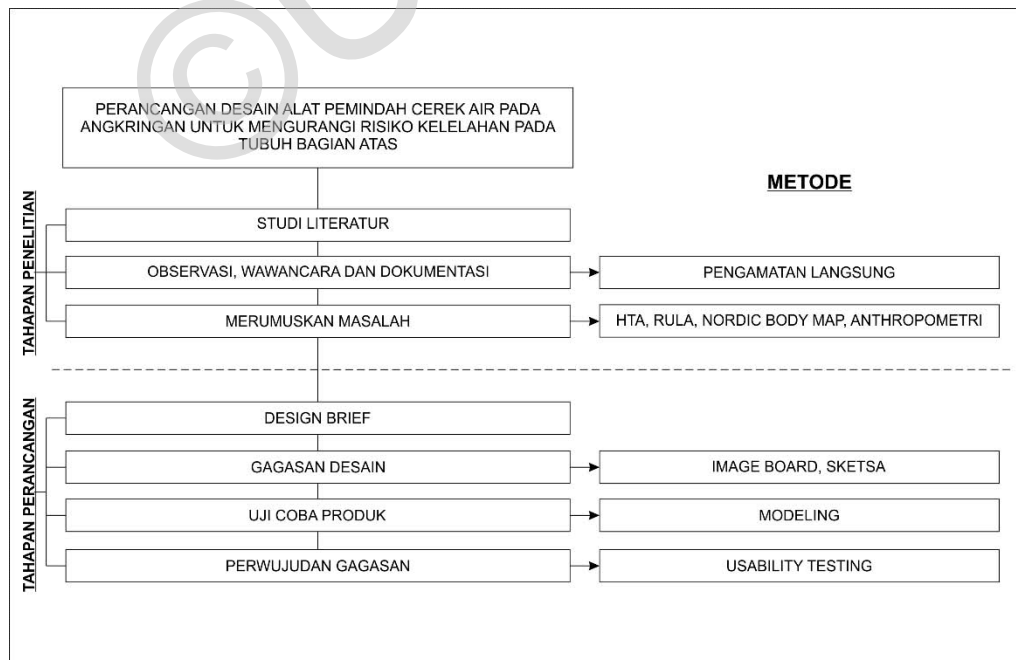 PERANCANGAN DESAIN ALAT PEMINDAH CEREK AIR PADA
ANGKRINGAN UNTUK MENGURANGI RISIKO KELELAHAN PADA
TUBUH BAGIAN ATAS
METODE
TAHAPAN PENELITIAN
STUDI LITERATUR
OBSERVASI, WAWANCARA DAN DOKUMENTASI
PENGAMATAN LANGSUNG
MERUMUSKAN MASALAH
HTA, RULA, NORDIC BODY MAP, ANTHROPOMETRI
TAHAPAN PERANCANGAN
DESIGN BRIEF
GAGASAN DESAIN
IMAGE BOARD, SKETSA
UJI COBA PRODUK
MODELING
PERWUJUDAN GAGASAN
USABILITY TESTING